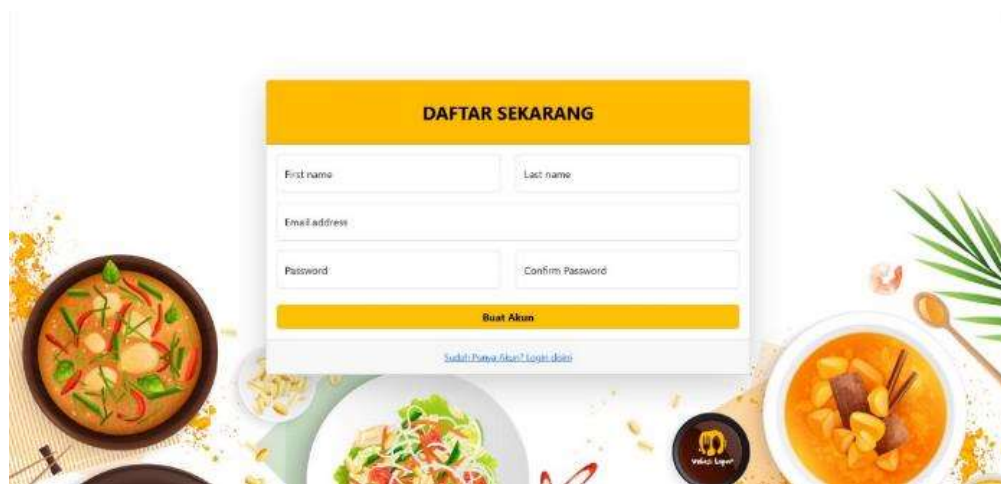 DAFTAR SEKARANG
First name
Last name
Email address
Password
Confirm Password
Buat Akun
Sudah Punya Akun? Login disini